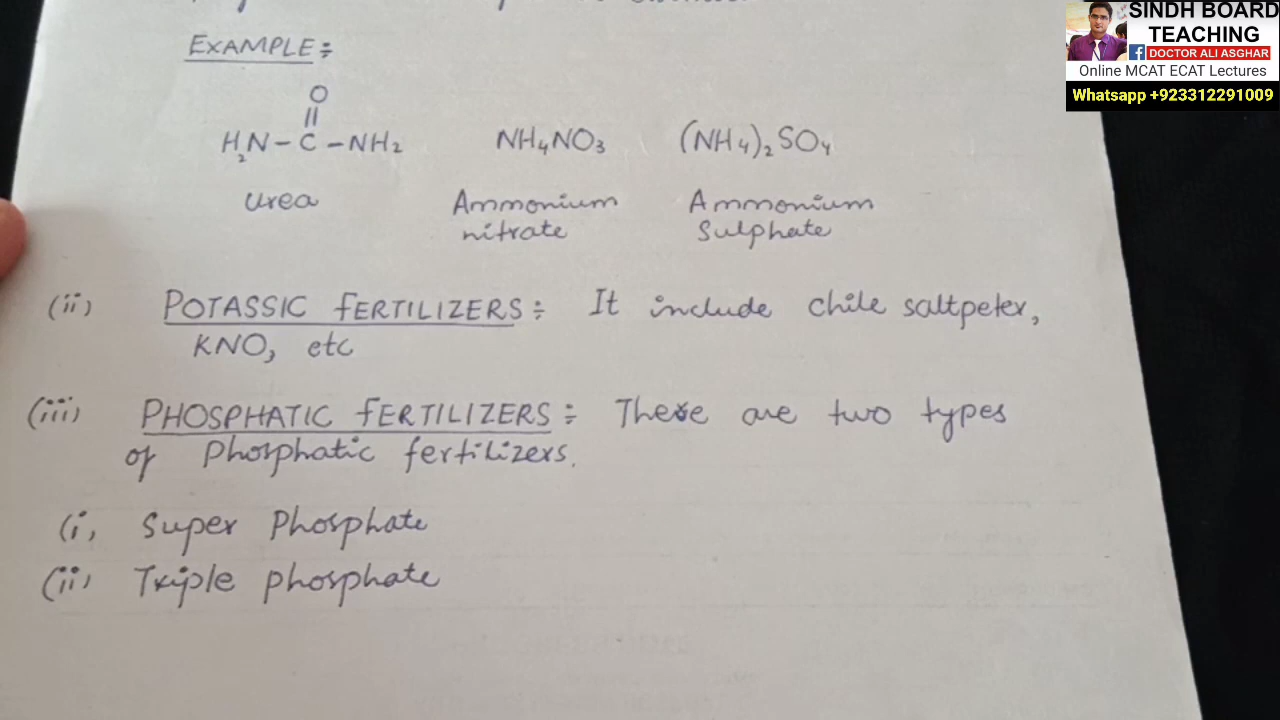 EXAMPLE:
O
||
H2N - C - NH2 NH4NO3 (NH4)2SO4
Urea Ammonium nitrate Ammonium Sulphate
(ii) POTASSIC FERTILIZERS: It include chile saltpeter,
KNO, etc
(iii) PHOSPHATIC FERTILIZERS: There are two types
of Phosphatic fertilizers.
(i) Super Phosphate
(ii) Triple phosphate
SINDH BOARD
TEACHING
f DOCTOR ALI ASGHAR
Online MCAT ECAT Lectures
Whatsapp +923312291009